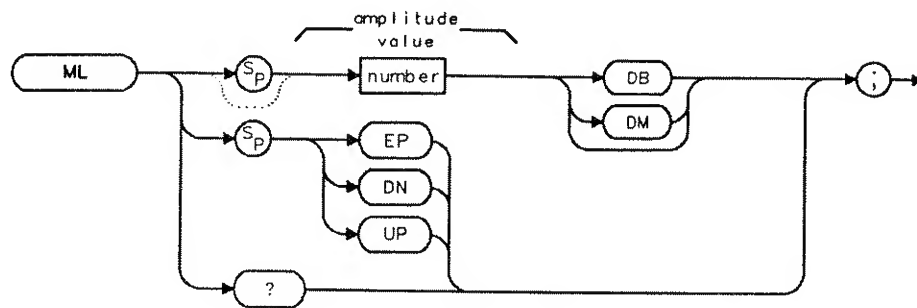 amplitude
value
ML SP number DB ;
DM
SP EP
DN
UP
?